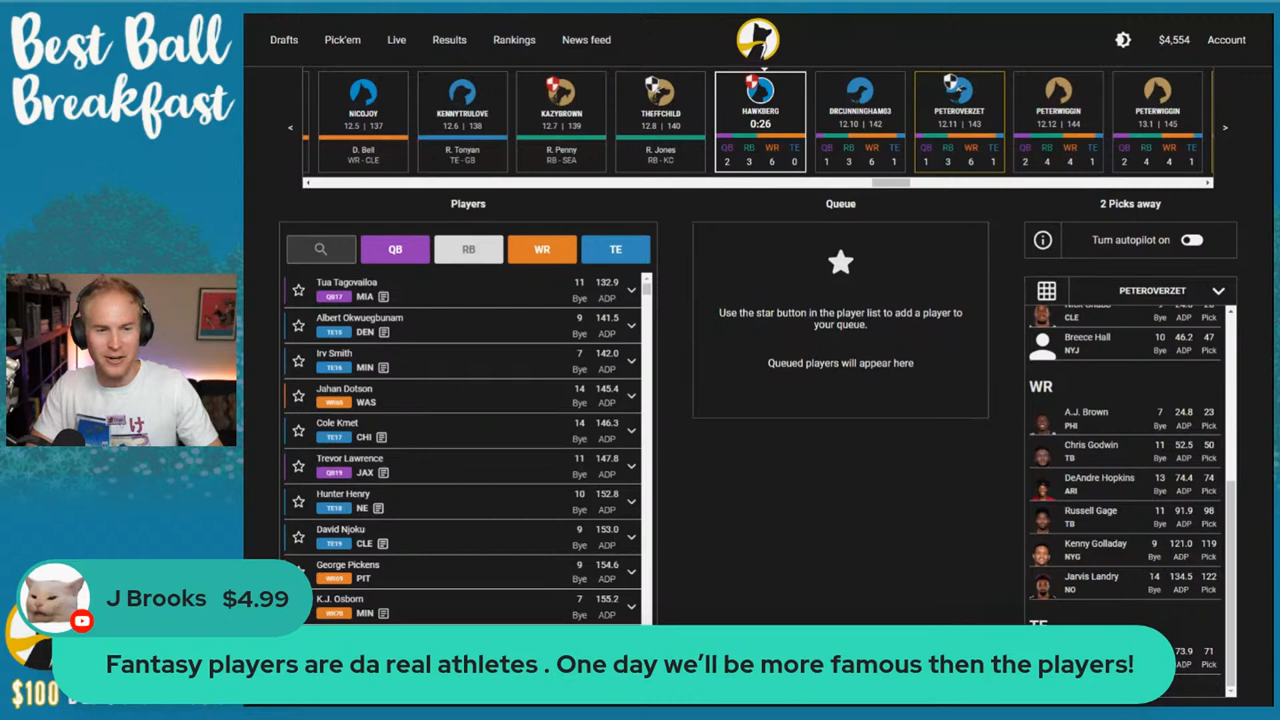 Best Ball
Breakfast
Drafts Pick'em Live Results Rankings News feed $4,554 Account
NICOJOY
12.5 | 137
D. Bell
WR - CLE
KENNYTRULOVE
12.6 | 138
R. Tonyan
TE - GB
KAZYBROWN
12.7 | 139
R. Penny
RB - SEA
THEFFCHILD
12.8 | 140
R. Jones
RB - KC
HAWKBERG
0:26
QB RB WR TE
2 3 6 0
DRCUNNINGHAM03
12.10 | 142
QB RB WR TE
1 3 6 1
PETEROVERZET
12.11 | 143
QB RB WR TE
1 3 6 1
PETERWIGGIN
12.12 | 144
QB RB WR TE
2 4 4 1
PETERWIGGIN
13.1 | 145
QB RB WR TE
2 4 4 1
Players
QB RB WR TE
Tua Tagovailoa 11 132.9
QB17 MIA Bye ADP
Albert Okwuegbunam 9 141.5
TE15 DEN Bye ADP
Irv Smith 7 142.0
TE16 MIN Bye ADP
Jahan Dotson 14 145.4
WAS Bye ADP
Cole Kmet 14 146.3
TE17 CHI Bye ADP
Trevor Lawrence 11 147.8
QB19 JAX Bye ADP
Hunter Henry 10 152.8
TE18 NE Bye ADP
David Njoku 9 153.0
TE19 CLE Bye ADP
George Pickens 9 154.6
WR69 PIT Bye ADP
K.J. Osborn 7 155.2
WR70 MIN Bye ADP
Queue
Use the star button in the player list to add a player to
your queue.
Queued players will appear here
2 Picks away
Turn autopilot on
PETEROVERZET
CLE Bye ADP Pick
Breece Hall 10 46.2 47
NYJ Bye ADP Pick
WR
A.J. Brown 7 24.8 23
PHI Bye ADP Pick
Chris Godwin 11 52.5 50
TB Bye ADP Pick
DeAndre Hopkins 13 74.4 74
ARI Bye ADP Pick
Russell Gage 11 91.9 98
TB Bye ADP Pick
Kenny Golladay 9 121.0 119
NYG Bye ADP Pick
Jarvis Landry 14 134.5 122
NO Bye ADP Pick
73.9 71
ADP Pick
J Brooks $4.99
Fantasy players are da real athletes . One day we'll be more famous then the players!
$100